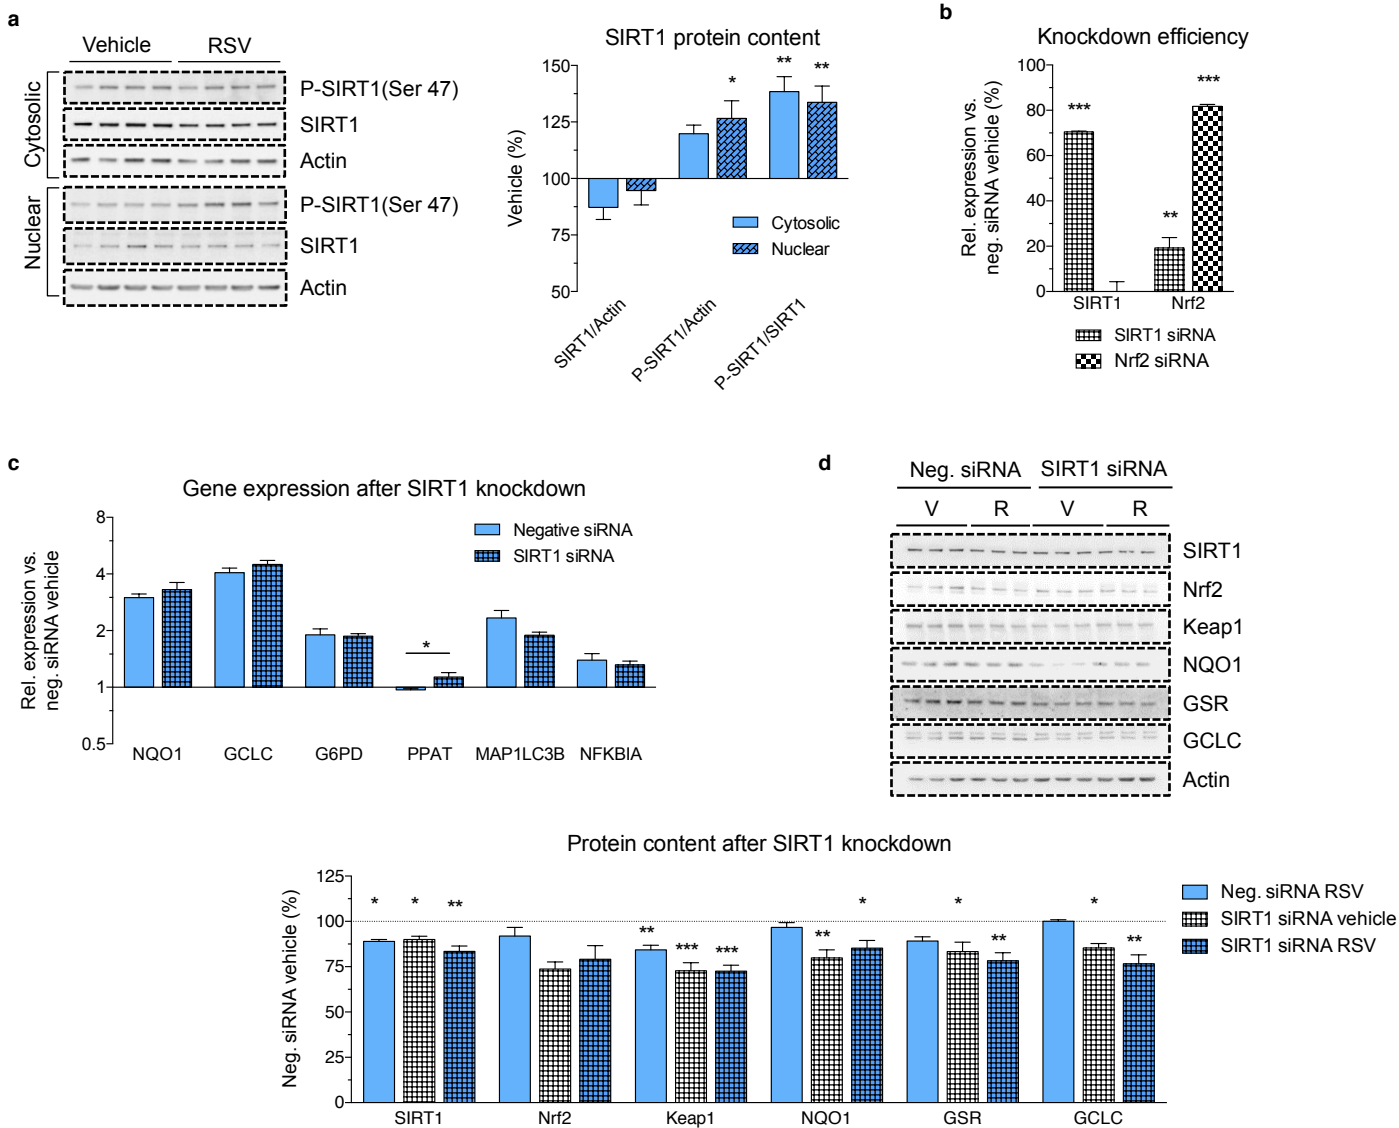 a
Vehicle
RSV
Cytosolic
P-SIRT1(Ser 47)
SIRT1
Actin
Nuclear
P-SIRT1(Ser 47)
SIRT1
Actin
SIRT1 protein content
Vehicle (%)
150
125
100
75
50
*
**
**
Cytosolic
Nuclear
SIRT1/Actin
P-SIRT1/Actin
P-SIRT1/SIRT1
b
Knockdown efficiency
Rel. expression vs.
neg. siRNA vehicle (%)
100
80
60
40
20
0
***
**
***
SIRT1
Nrf2
SIRT1 siRNA
Nrf2 siRNA
c
Gene expression after SIRT1 knockdown
Rel. expression vs.
neg. siRNA vehicle
8
4
2
1
0.5
Negative siRNA
SIRT1 siRNA
*
NQO1
GCLC
G6PD
PPAT
MAP1LC3B
NFKBIA
d
Neg. siRNA
SIRT1 siRNA
V
R
V
R
SIRT1
Nrf2
Keap1
NQO1
GSR
GCLC
Actin
Protein content after SIRT1 knockdown
Neg. siRNA vehicle (%)
125
100
75
50
25
0
*
*
**
**
***
***
**
*
*
**
*
**
SIRT1
Nrf2
Keap1
NQO1
GSR
GCLC
Neg. siRNA RSV
SIRT1 siRNA vehicle
SIRT1 siRNA RSV